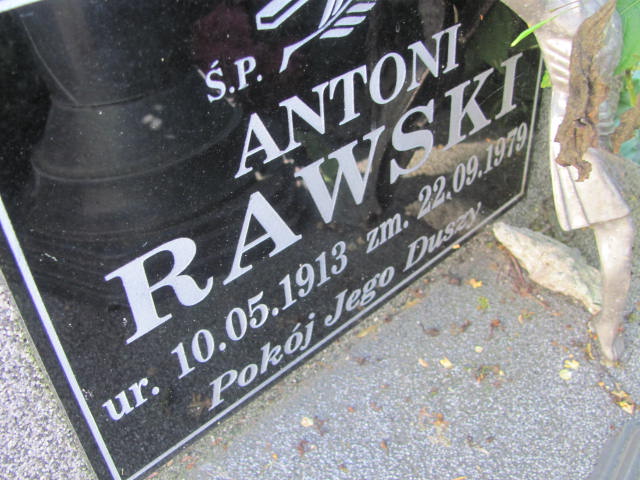 Ś.P.
ANTONI
RAWSKI
ur. 10.05.1913 zm. 22.09.1979
Pokój Jego Duszy